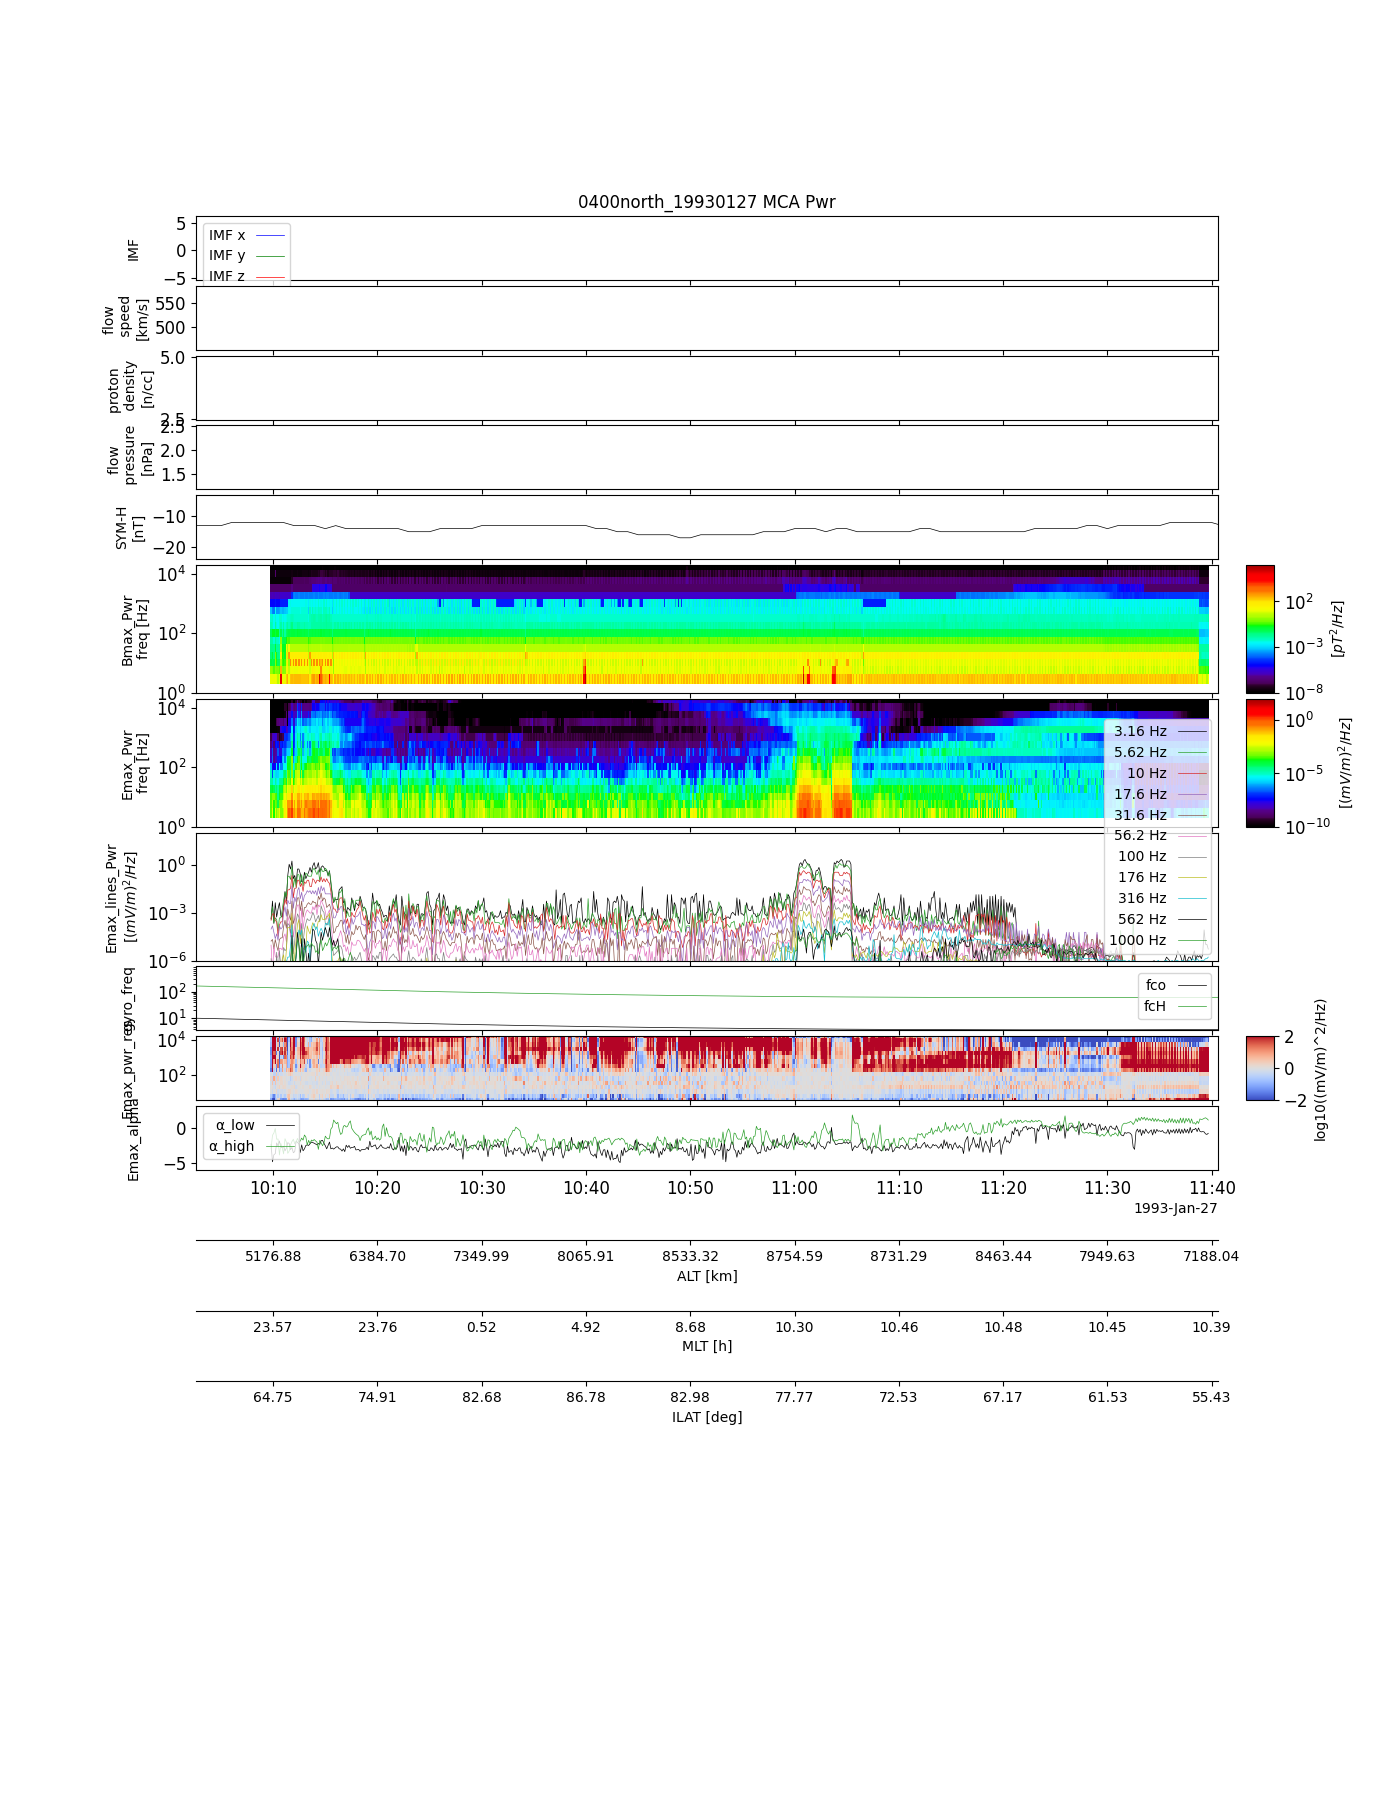 0400north_19930127 MCA Pwr
5
0
−5
IMF
IMF x
IMF y
IMF z
550
500
flow
speed
[km/s]
5.0
2.5
proton
density
[n/cc]
2.5
2.0
1.5
flow
pressure
[nPa]
−10
−20
SYM-H
[nT]
10^4
10^2
10^0
Bmax_Pwr
freq [Hz]
10^2
10^-3
10^-8
[pT^2/Hz]
10^4
10^2
10^0
Emax_Pwr
freq [Hz]
10^0
10^-5
10^-10
[(mV/m)^2/Hz]
3.16 Hz
5.62 Hz
10 Hz
17.6 Hz
31.6 Hz
56.2 Hz
100 Hz
176 Hz
316 Hz
562 Hz
1000 Hz
10^0
10^-3
10^-6
Emax_lines_Pwr
[(mV/m)^2/Hz]
10^2
10^1
gyro_freq
fco
fcH
10^4
10^2
Emax_pwr_reg
2
0
−2
log10((mV/m)^2/Hz)
0
−5
Emax_alpha
α_low
α_high
10:10 10:20 10:30 10:40 10:50 11:00 11:10 11:20 11:30 11:40
1993-Jan-27
5176.88 6384.70 7349.99 8065.91 8533.32 8754.59 8731.29 8463.44 7949.63 7188.04
ALT [km]
23.57 23.76 0.52 4.92 8.68 10.30 10.46 10.48 10.45 10.39
MLT [h]
64.75 74.91 82.68 86.78 82.98 77.77 72.53 67.17 61.53 55.43
ILAT [deg]